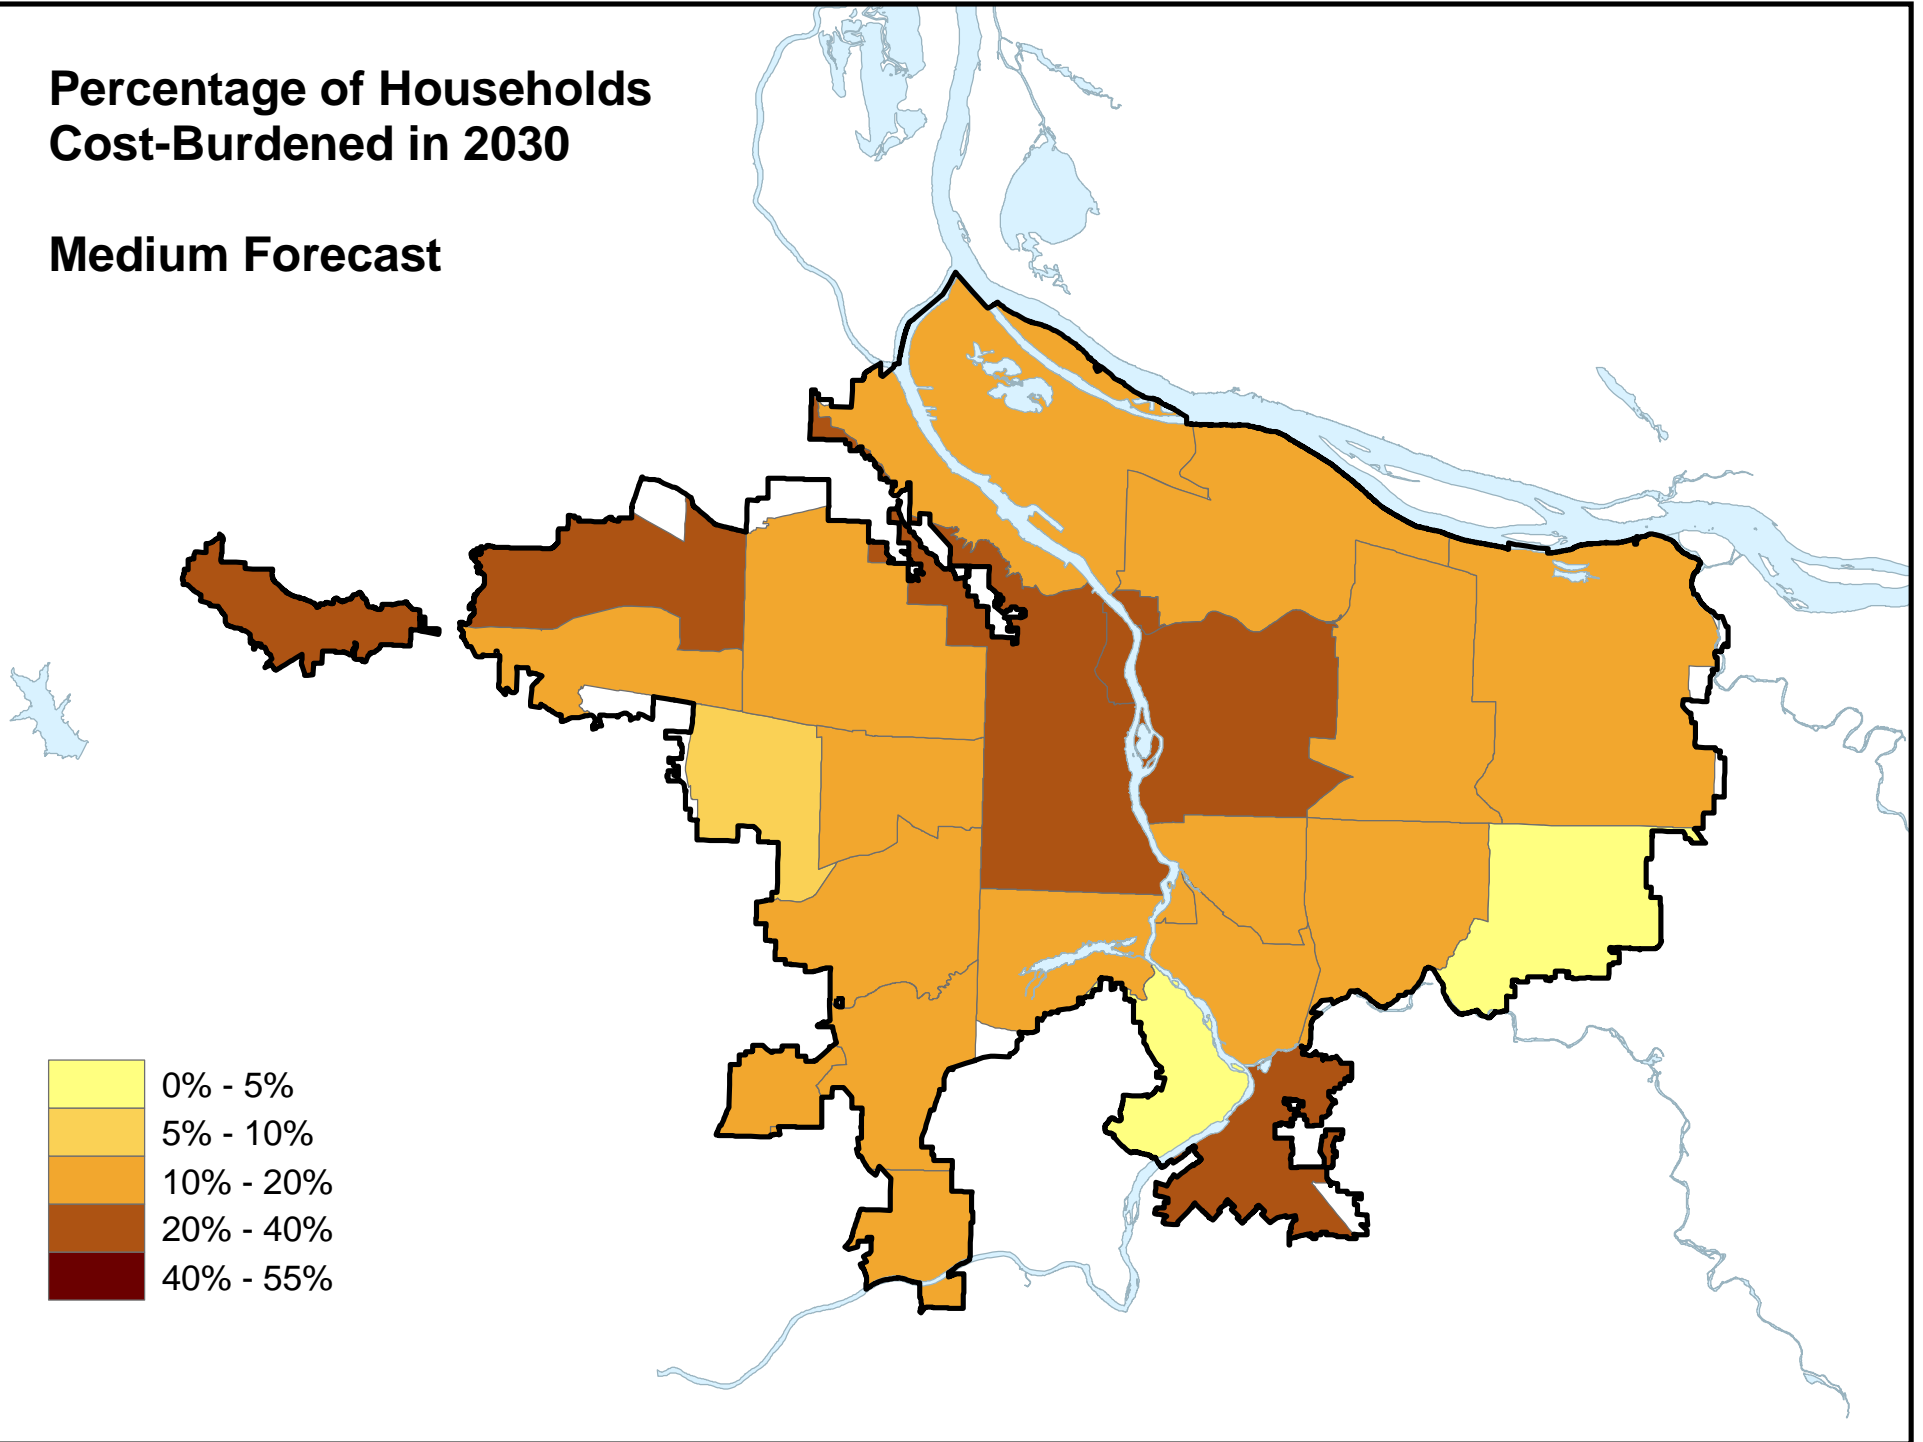 Percentage of Households
Cost-Burdened in 2030
Medium Forecast
0% - 5%
5% - 10%
10% - 20%
20% - 40%
40% - 55%